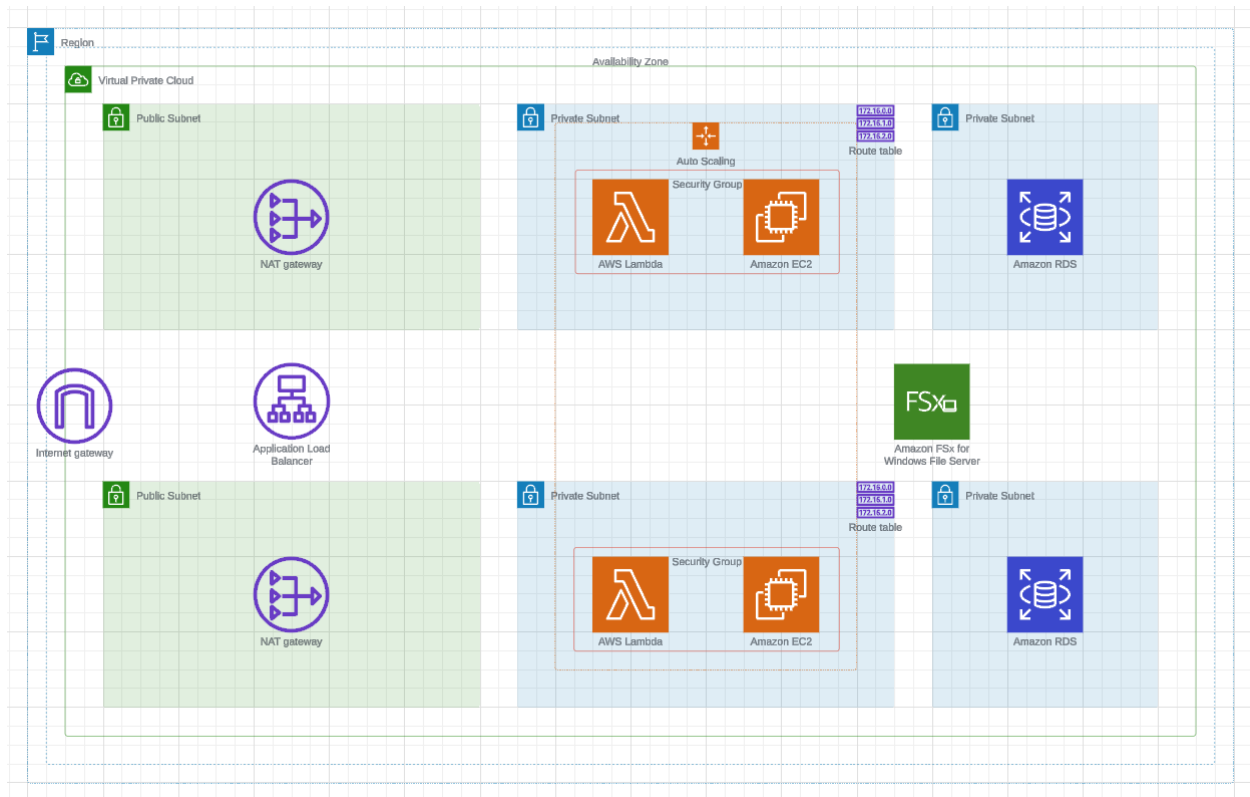 Region
Availability Zone
Virtual Private Cloud
Public Subnet
Private Subnet
172.16.0.0
172.16.1.0
172.16.2.0
Route table
Private Subnet
Auto Scaling
Security Group
NAT gateway
AWS Lambda
Amazon EC2
Amazon RDS
Internet gateway
Application Load
Balancer
FSx
Amazon FSx for
Windows File Server
Public Subnet
Private Subnet
172.16.0.0
172.16.1.0
172.16.2.0
Route table
Private Subnet
Security Group
NAT gateway
AWS Lambda
Amazon EC2
Amazon RDS